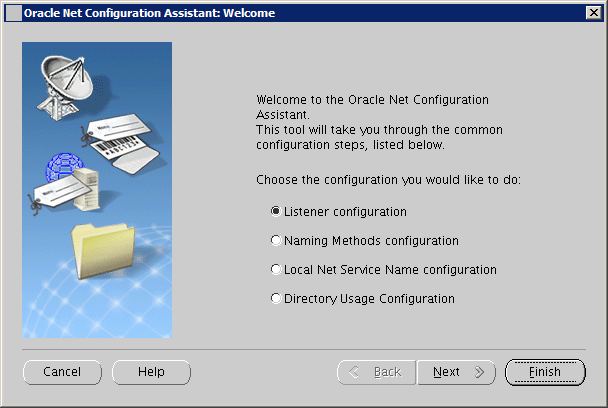 Oracle Net Configuration Assistant: Welcome
Welcome to the Oracle Net Configuration
Assistant.
This tool will take you through the common
configuration steps, listed below.
Choose the configuration you would like to do:
Listener configuration
Naming Methods configuration
Local Net Service Name configuration
Directory Usage Configuration
Cancel Help Back Next Finish